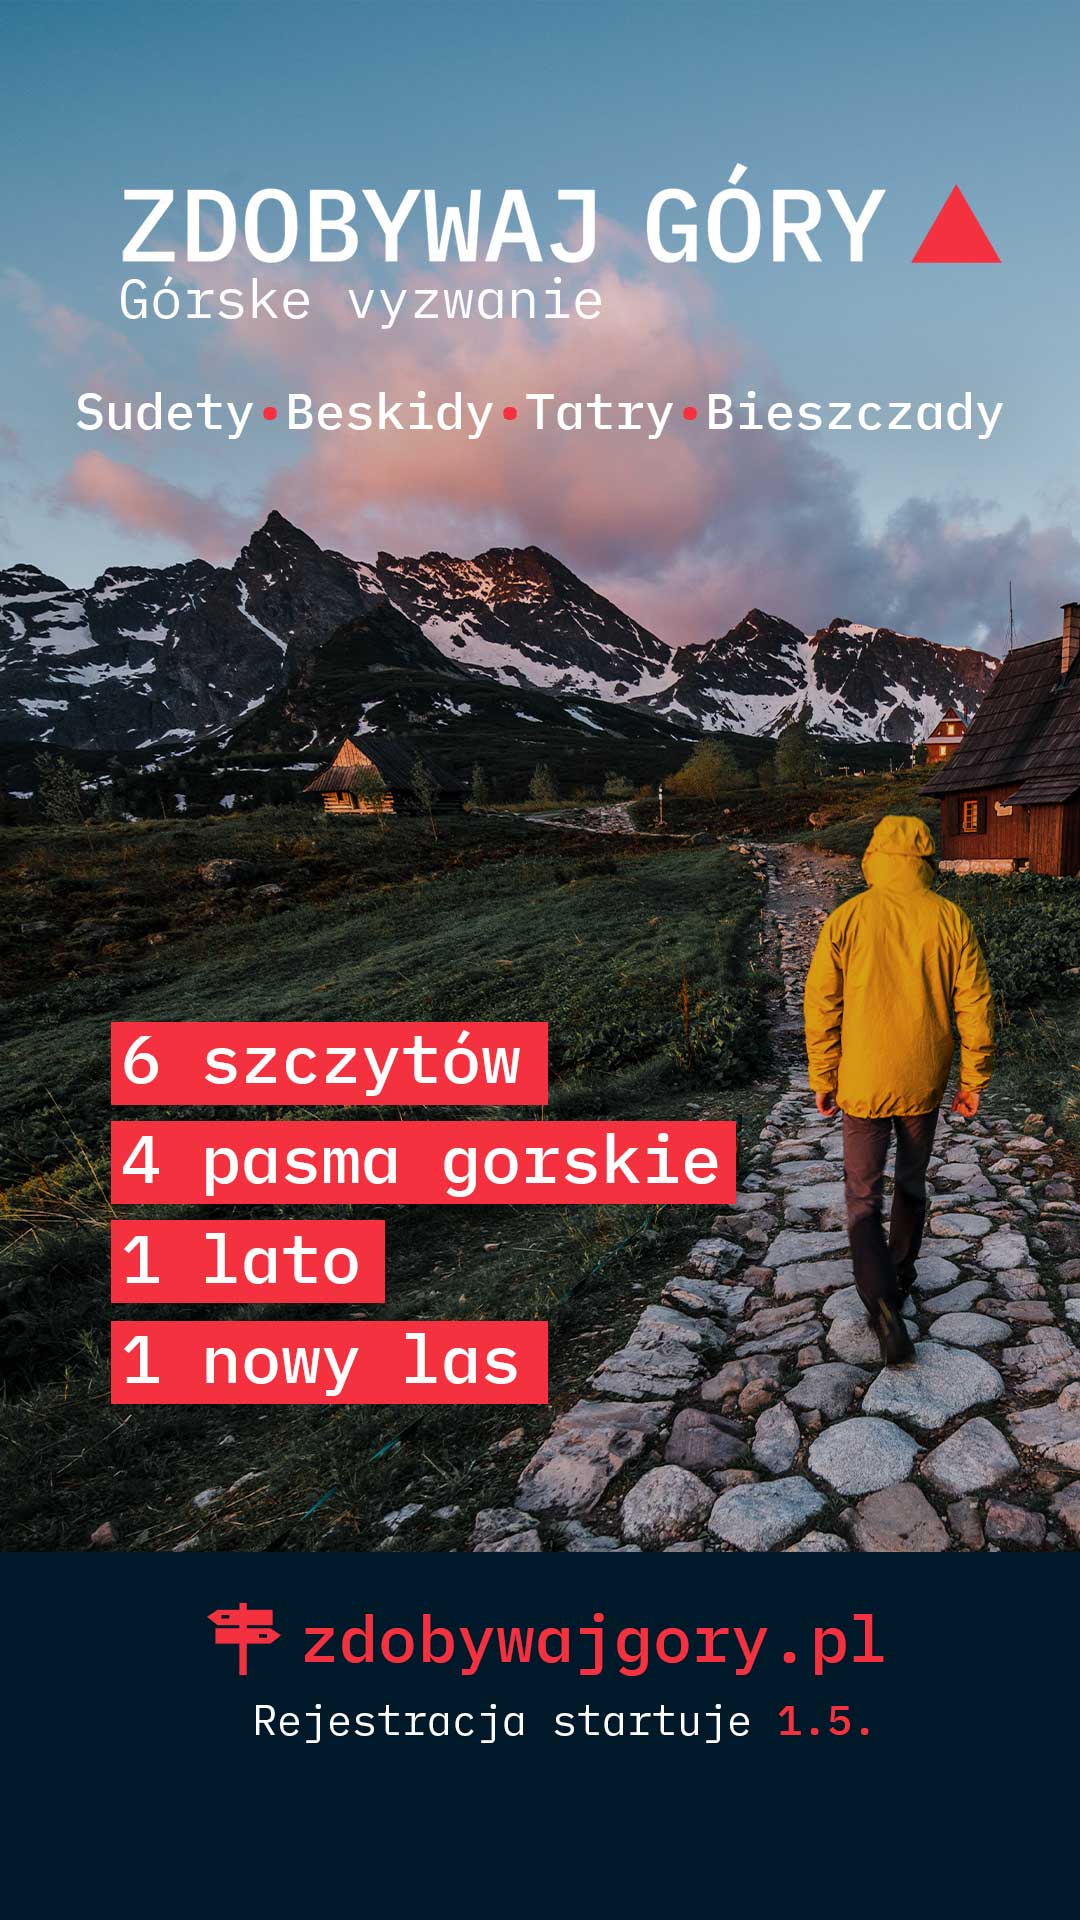 ZDOBYWAJ GÓRY
Górske vyzwanie
Sudety•Beskidy•Tatry•Bieszczady
6 szczytów
4 pasma gorskie
1 lato
1 nowy las
zdobywajgory.pl
Rejestracja startuje 1.5.